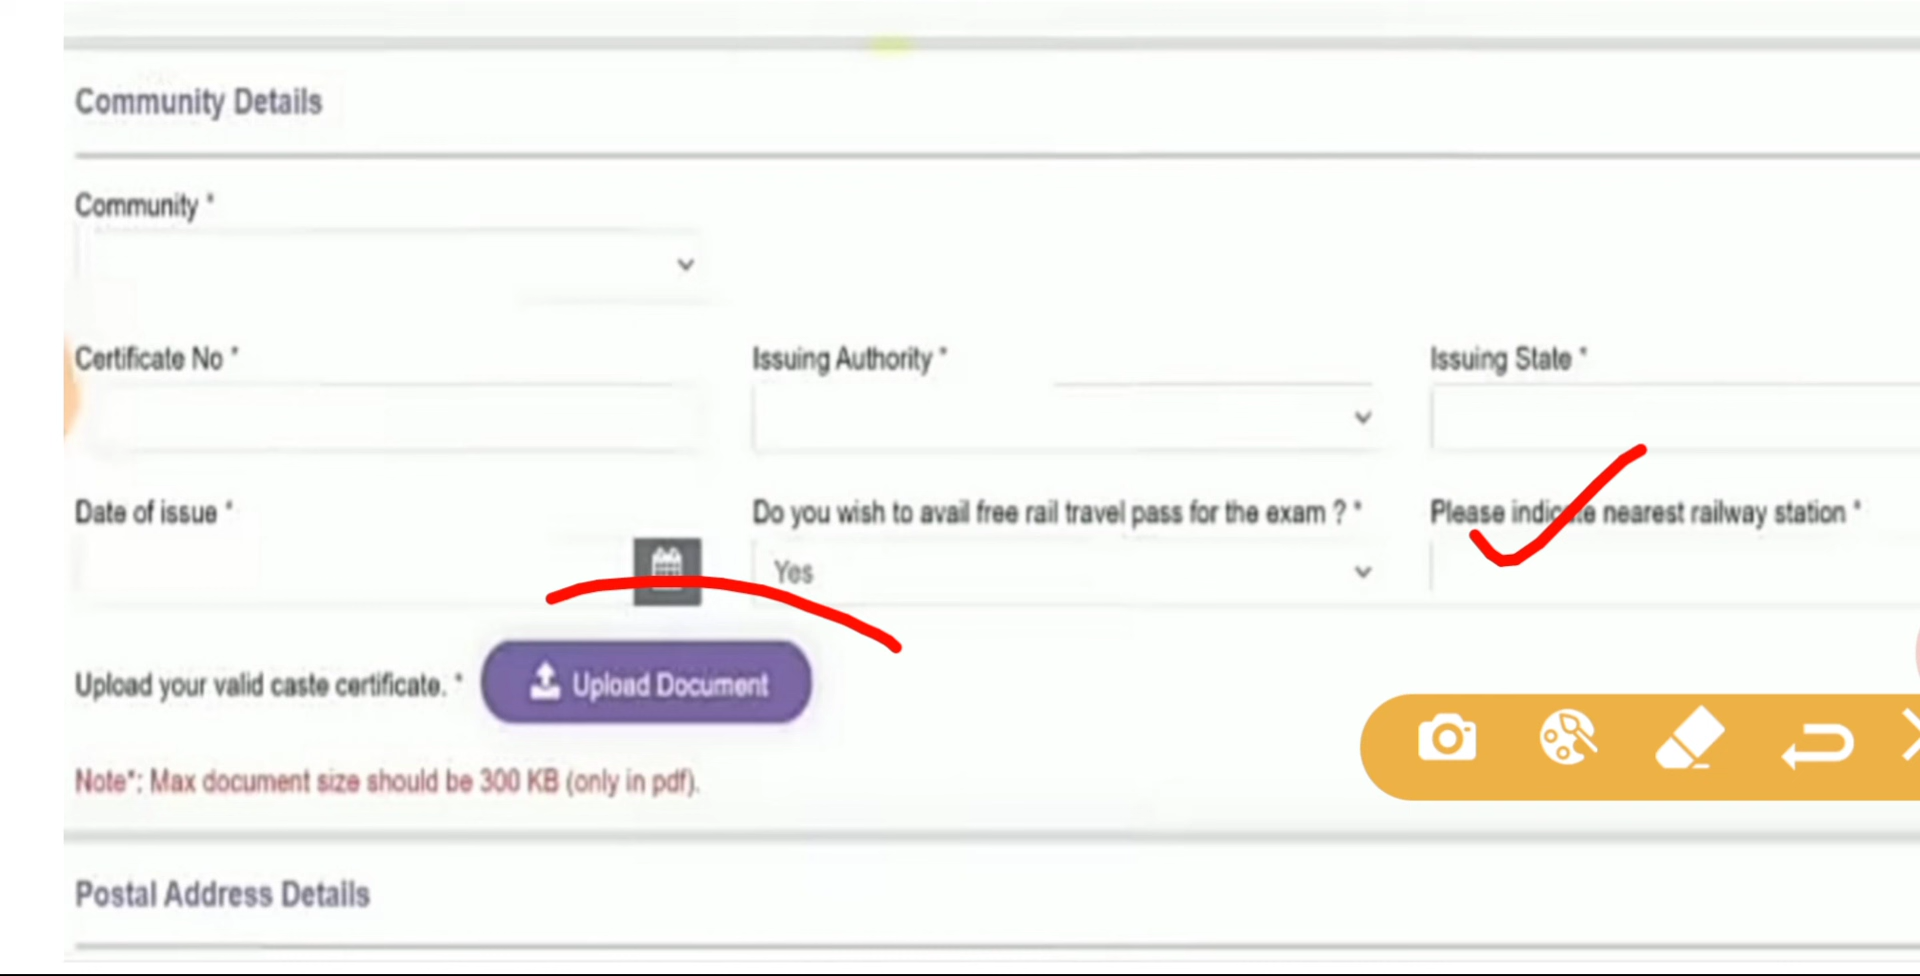 Community Details
Community *
Certificate No *
Issuing Authority *
Issuing State *
Date of issue *
Do you wish to avail free rail travel pass for the exam ? *
Please indicate nearest railway station *
Yes
Upload your valid caste certificate. *
Upload Document
Note*: Max document size should be 300 KB (only in pdf).
Postal Address Details